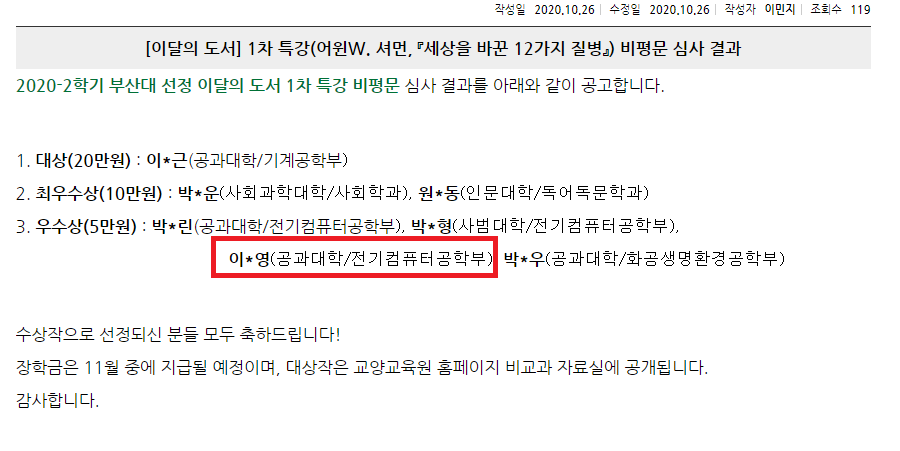 작성일 2020.10.26 | 수정일 2020.10.26 | 작성자 이민지 | 조회수 119
[이달의 도서] 1차 특강(어윈W. 셔먼, 『세상을 바꾼 12가지 질병』) 비평문 심사 결과
2020-2학기 부산대 선정 이달의 도서 1차 특강 비평문 심사 결과를 아래와 같이 공고합니다.
1. 대상(20만원) : 이*근(공과대학/기계공학부)
2. 최우수상(10만원) : 박*운(사회과학대학/사회학과), 원*동(인문대학/독어독문학과)
3. 우수상(5만원) : 박*린(공과대학/전기컴퓨터공학부), 박*형(사범대학/전기컴퓨터공학부),
이*영(공과대학/전기컴퓨터공학부) 박*우(공과대학/화공생명환경공학부)
수상작으로 선정되신 분들 모두 축하드립니다!
장학금은 11월 중에 지급될 예정이며, 대상작은 교양교육원 홈페이지 비교과 자료실에 공개됩니다.
감사합니다.